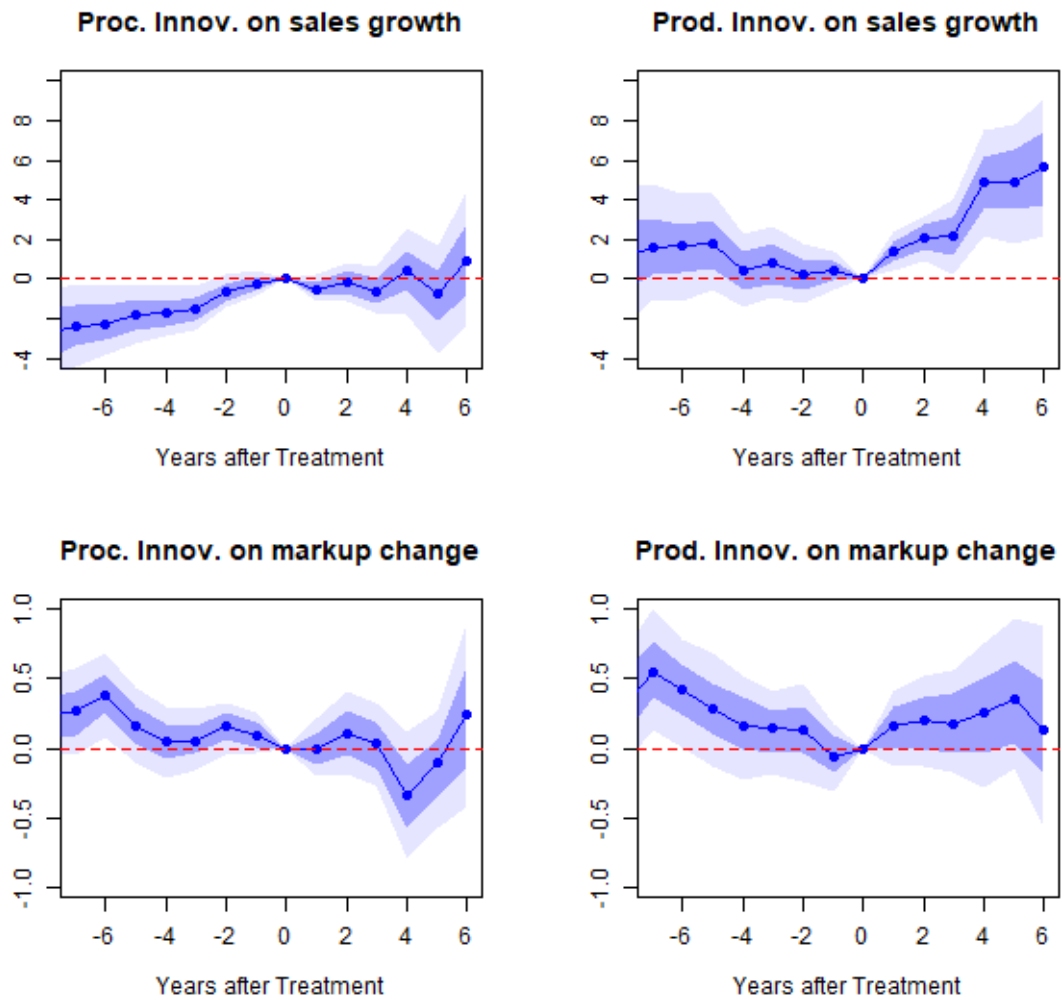 Proc. Innov. on sales growth
8
6
4
2
0
-4
-6 -4 -2 0 2 4 6
Years after Treatment
Prod. Innov. on sales growth
8
6
4
2
0
-4
-6 -4 -2 0 2 4 6
Years after Treatment
Proc. Innov. on markup change
1.0
0.5
0.0
-0.5
-1.0
-6 -4 -2 0 2 4 6
Years after Treatment
Prod. Innov. on markup change
1.0
0.5
0.0
-0.5
-1.0
-6 -4 -2 0 2 4 6
Years after Treatment